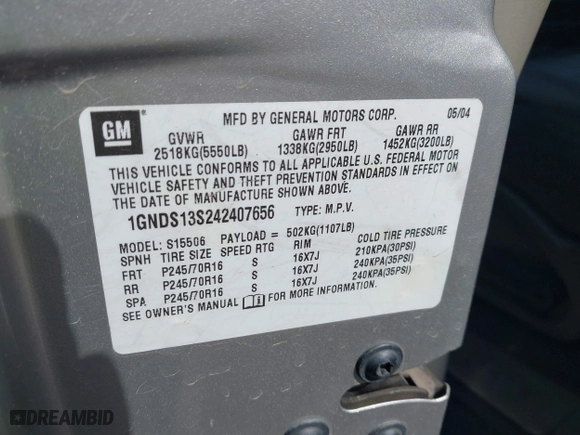 GM
MFD BY GENERAL MOTORS CORP. 05/04
GVWR GAWR FRT GAWR RR
2518KG(5550LB) 1338KG(2950LB) 1452KG(3200LB)
THIS VEHICLE CONFORMS TO ALL APPLICABLE U.S. FEDERAL MOTOR
VEHICLE SAFETY AND THEFT PREVENTION STANDARDS IN EFFECT ON
THE DATE OF MANUFACTURE SHOWN ABOVE.
1GNDS13S242407656 TYPE: M.P.V.
MODEL: S15506 PAYLOAD = 502KG(1107LB)
SPNH TIRE SIZE SPEED RTG RIM COLD TIRE PRESSURE
FRT P245/70R16 S 16X7J 210KPA(30PSI)
RR P245/70R16 S 16X7J 240KPA(35PSI)
SPA P245/70R16 S 16X7J 240KPA(35PSI)
SEE OWNER'S MANUAL FOR MORE INFORMATION.
DREAMBID